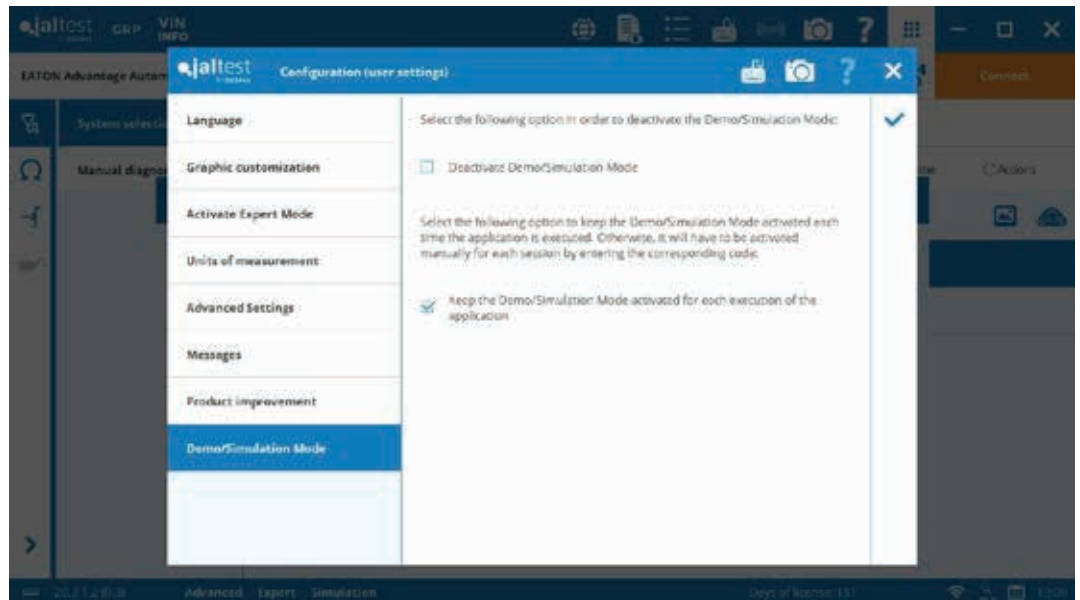 jaltest GRP VIN
INFO
?
EATON Advantage Autom
jaltest Configuration (user settings)
?
Connect
System selectio
Language
Select the following option in order to deactivate the Demo/Simulation Mode:
Manual diagnos
Graphic customization
Deactivate Demo/Simulation Mode
Actions
Activate Expert Mode
Select the following option to keep the Demo/Simulation Mode activated each
time the application is executed. Otherwise, it will have to be activated
manually for each session by entering the corresponding code:
Units of measurement
Advanced Settings
Keep the Demo/Simulation Mode activated for each execution of the
application
Messages
Product improvement
Demo/Simulation Mode
Advanced Expert Simulation
Days of license: 151